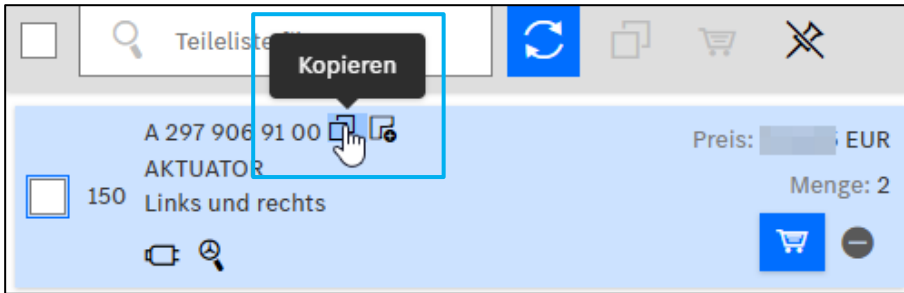 Teileliste
Kopieren
A 297 906 91 00
Preis: EUR
AKTUATOR
150
Links und rechts
Menge: 2